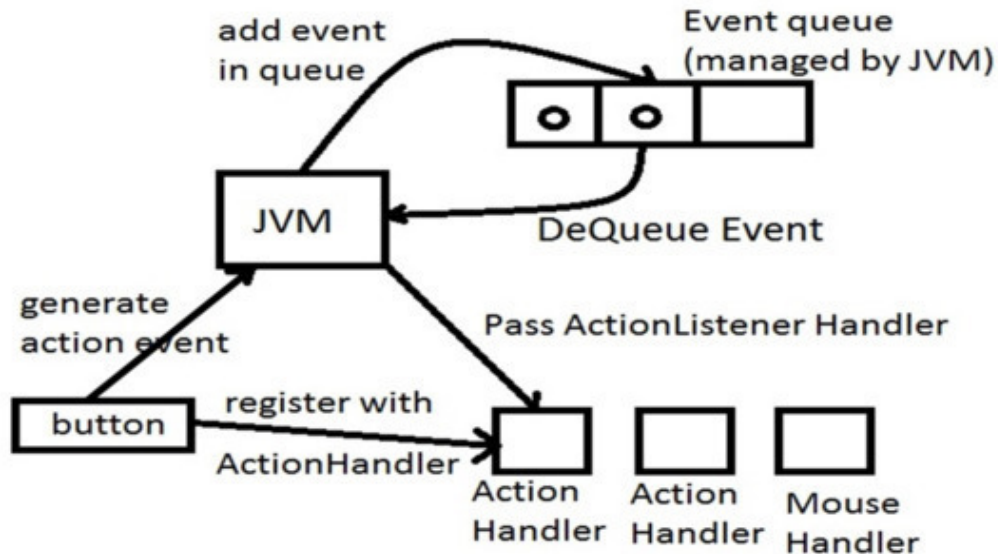 add event
in queue
Event queue
(managed by JVM)
JVM
DeQueue Event
generate
action event
Pass ActionListener Handler
button
register with
ActionHandler
Action
Handler
Action
Handler
Mouse
Handler